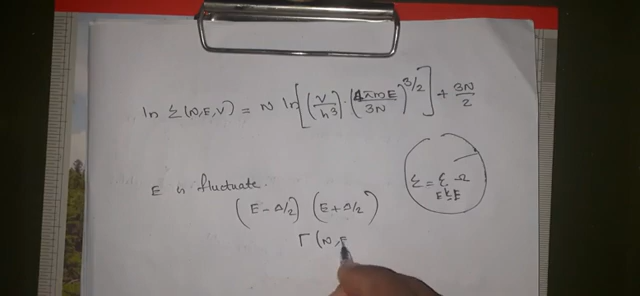 ln Σ(N,E,V) = N ln[(V/h³)·(4πmE/3N)^3/2] + 3N/2
Σ = Σ Ω
E'≤E
E is fluctuate.
(E-Δ/2) (E+Δ/2)
Γ(N,E